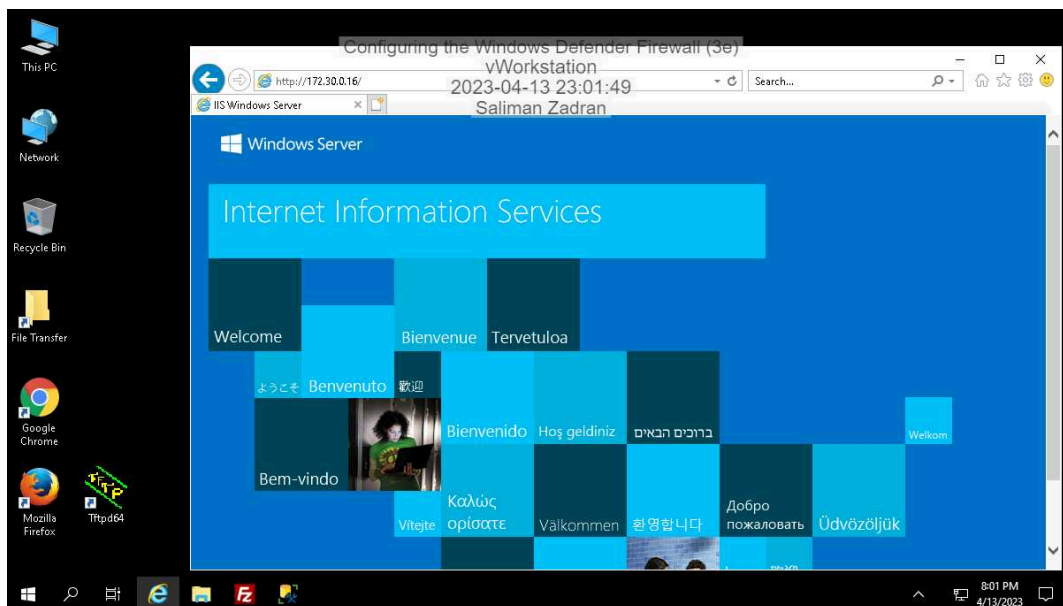 This PC
Network
Recycle Bin
File Transfer
Google
Chrome
Mozilla
Firefox
Tftpd64
Configuring the Windows Defender Firewall (3e)
vWorkstation
2023-04-13 23:01:49
Saliman Zadran
http://172.30.0.16/
Search...
IIS Windows Server
Windows Server
Internet Information Services
Welcome
Bienvenue
Tervetuloa
ようこそ
Benvenuto
歓迎
Bienvenido
Hoş geldiniz
ברוכים הבאים
Welkom
Bem-vindo
Vítejte
Καλώς
ορίσατε
Välkommen
환영합니다
Добро
пожаловать
Üdvözöljük
8:01 PM
4/13/2023